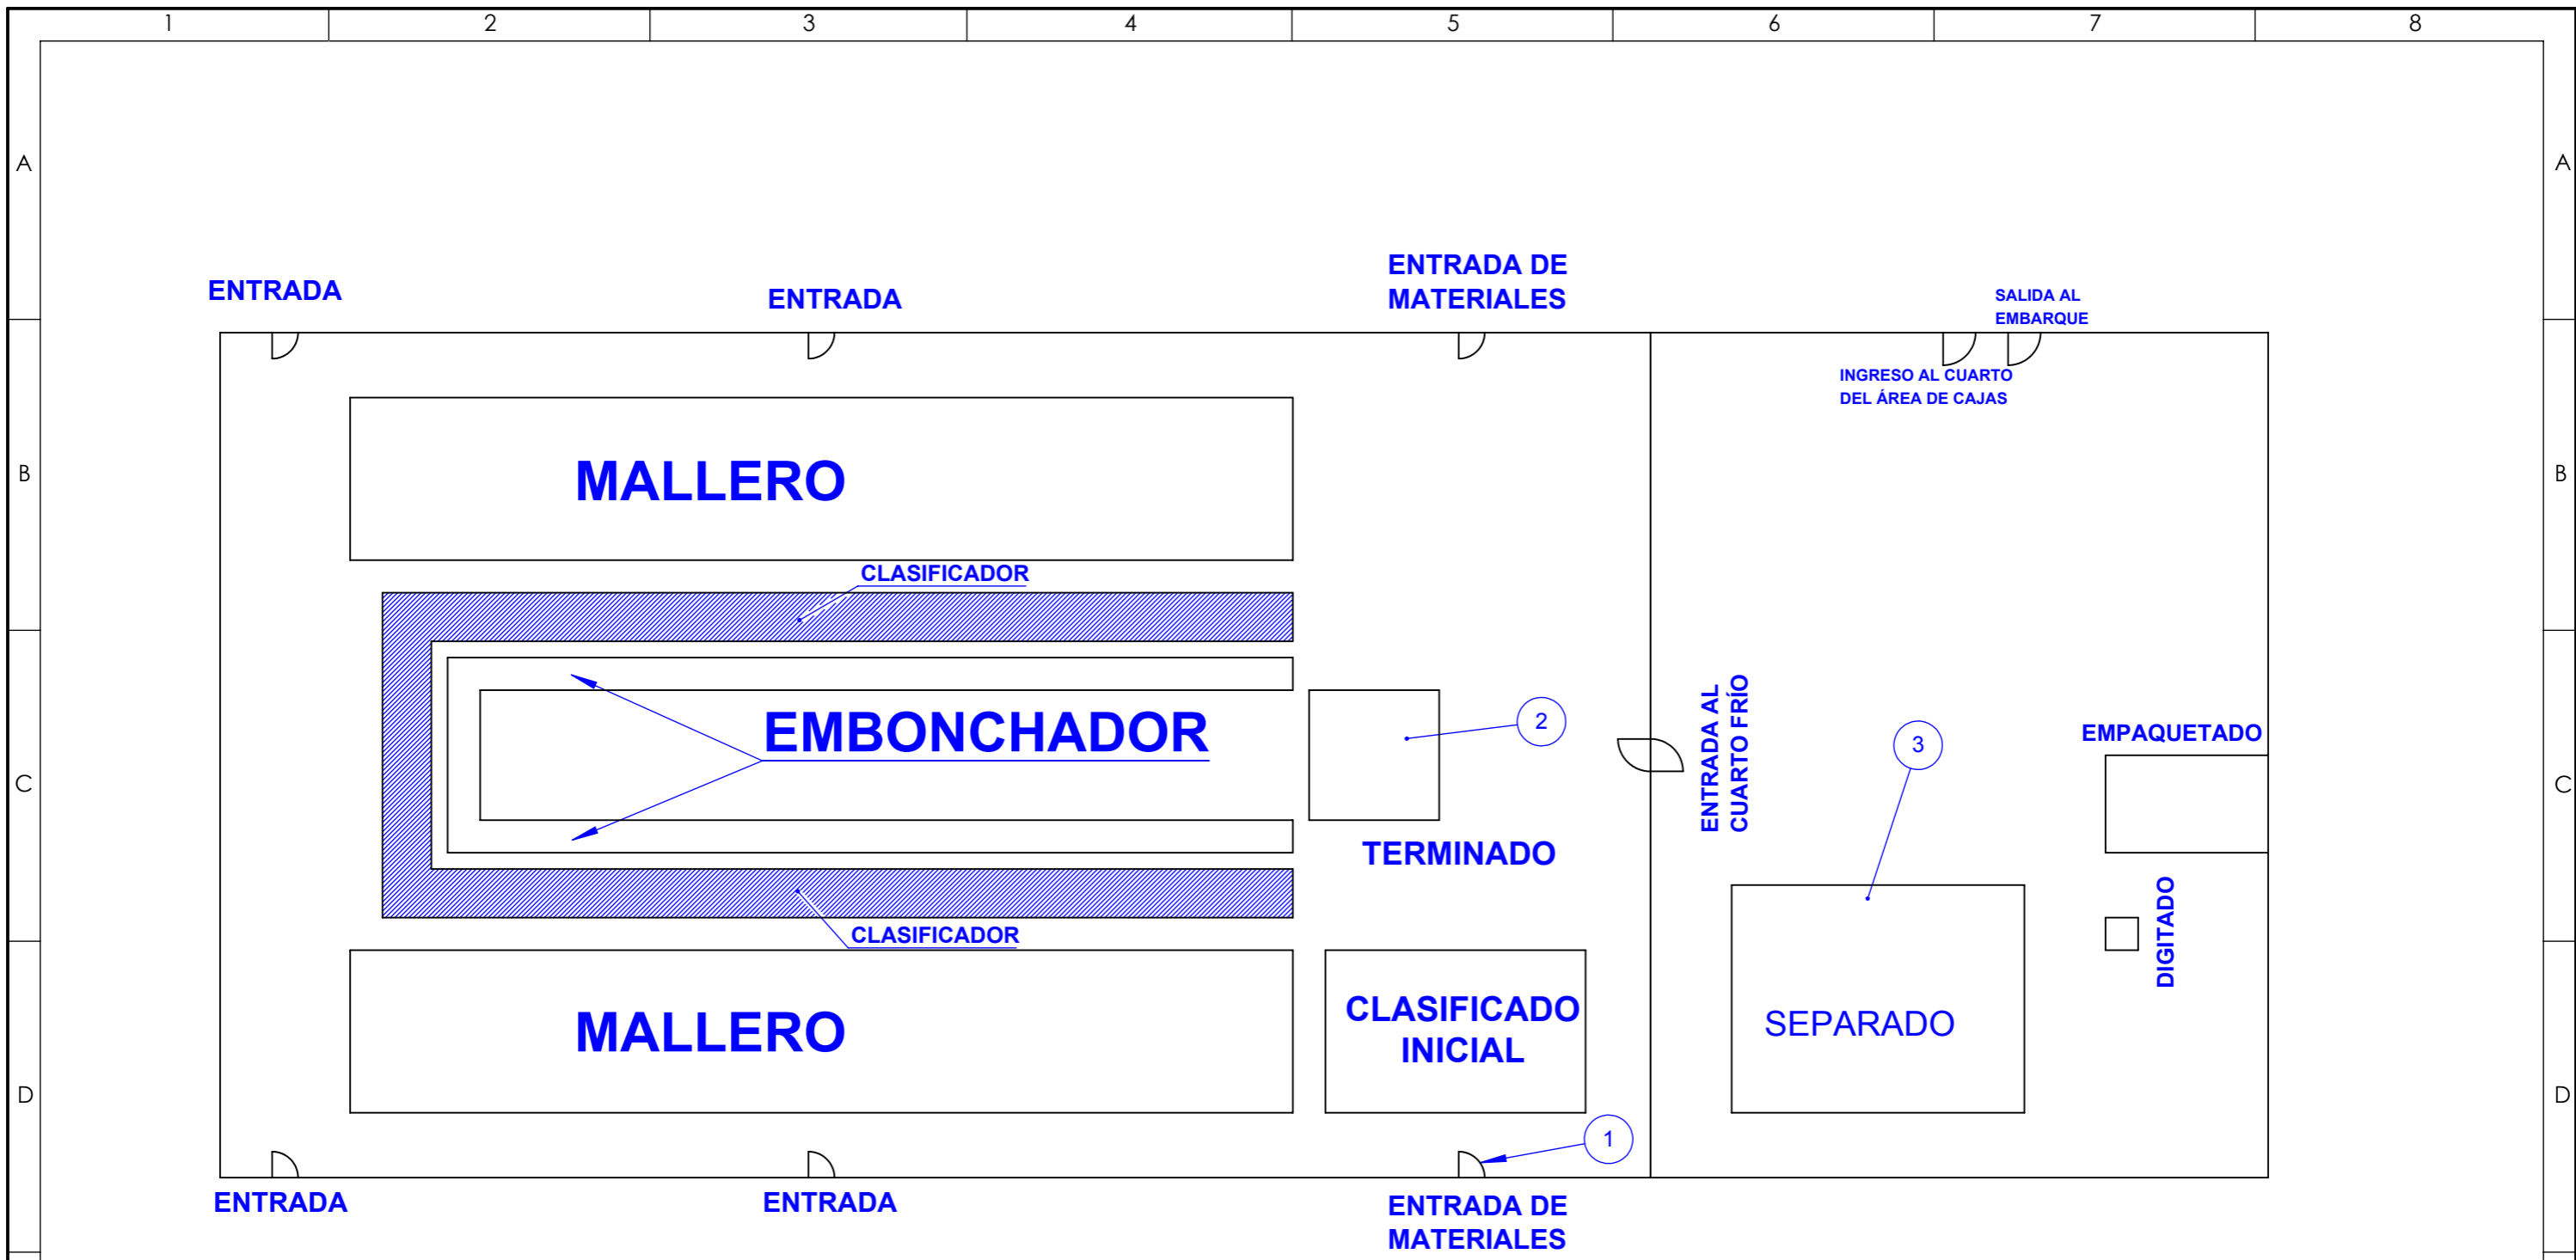 1 2 3 4 5 6 7 8
A A
ENTRADA DE
MATERIALES
ENTRADA
ENTRADA
SALIDA AL
EMBARQUE
INGRESO AL CUARTO
DEL ÁREA DE CAJAS
B B
MALLERO
CLASIFICADOR
EMBONCHADOR
2
ENTRADA AL
CUARTO FRÍO
3
EMPAQUETADO
C C
TERMINADO
DIGITADO
CLASIFICADOR
MALLERO
CLASIFICADO
INICIAL
SEPARADO
D D
1
ENTRADA
ENTRADA
ENTRADA DE
MATERIALES